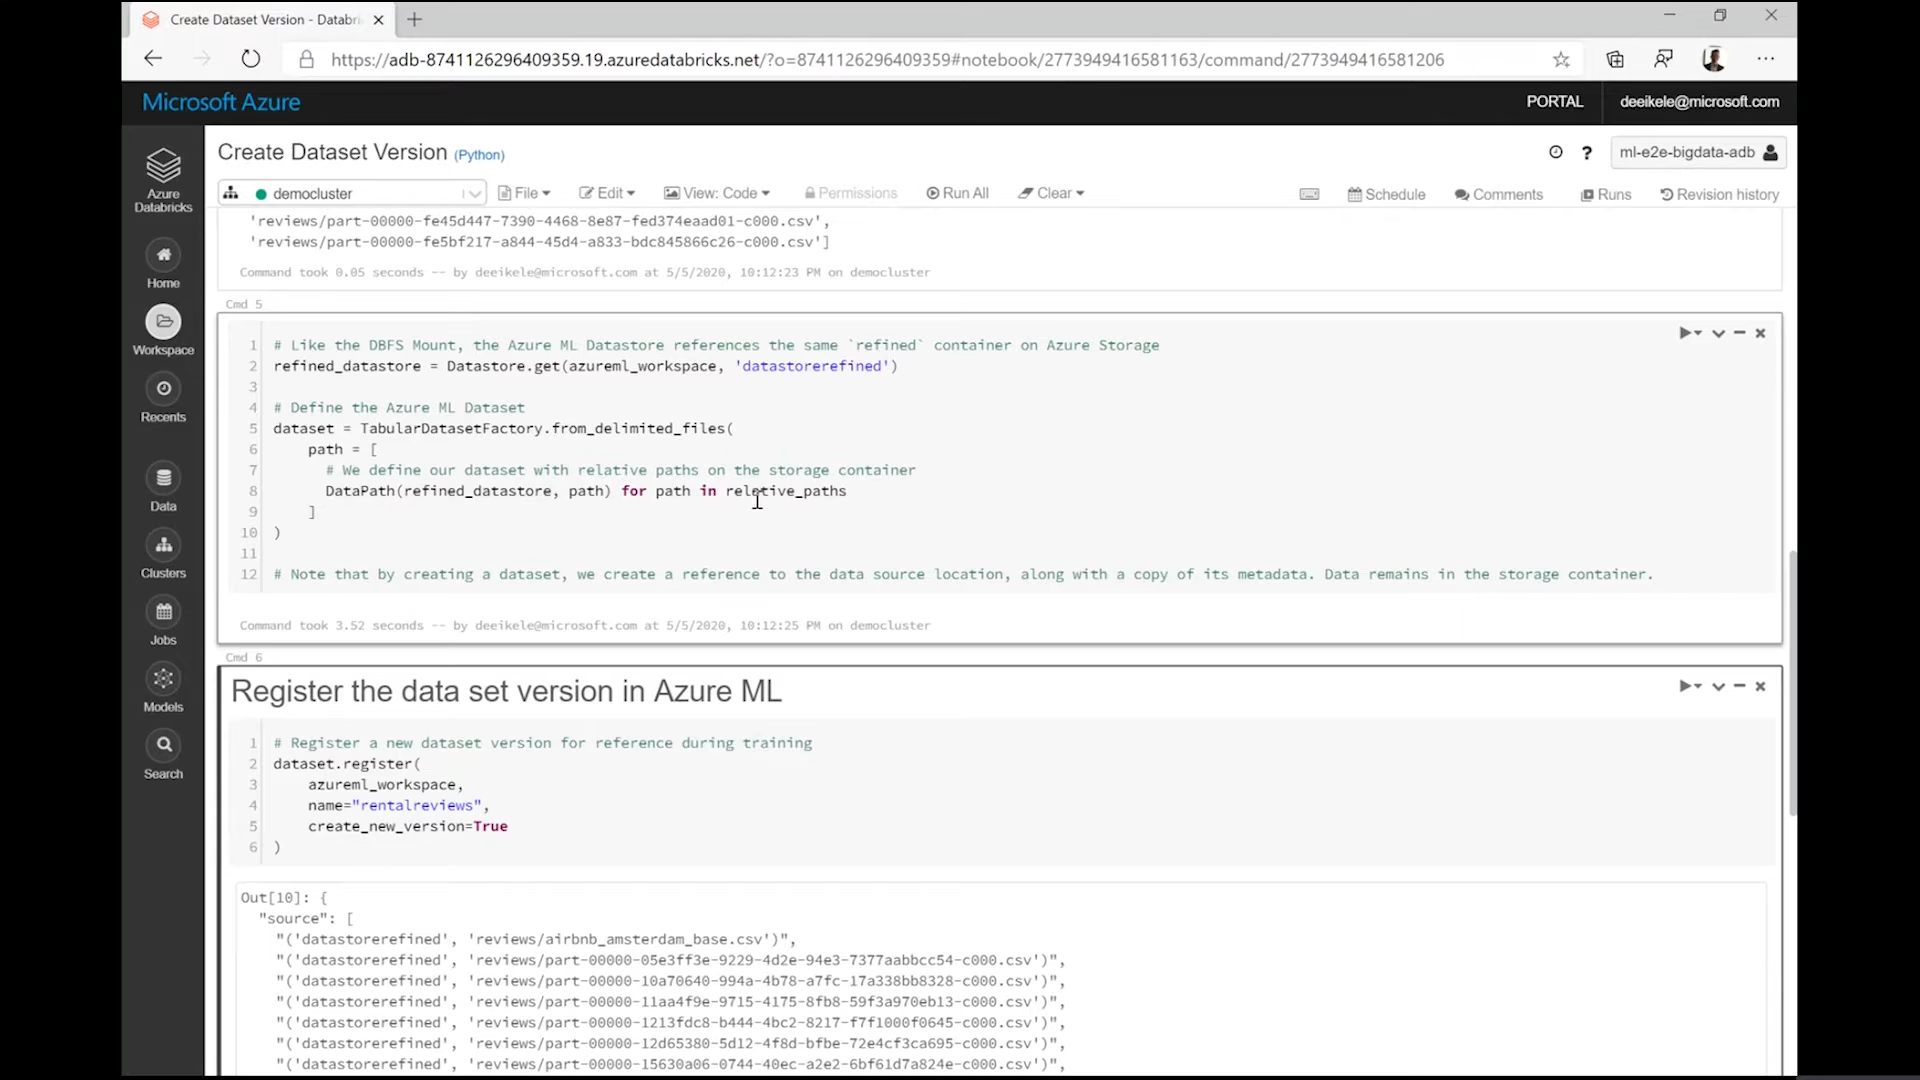 Create Dataset Version - Databri
https://adb-8741126296409359.19.azuredatabricks.net/?o=8741126296409359#notebook/2773949416581163/command/2773949416581206
Microsoft Azure
PORTAL
deeikele@microsoft.com
Azure
Databricks
Home
Workspace
Recents
Data
Clusters
Jobs
Models
Search
Create Dataset Version (Python)
? ml-e2e-bigdata-adb
democluster File Edit View: Code Permissions Run All Clear Schedule Comments Runs Revision history
'reviews/part-00000-fe45d447-7390-4468-8e87-fed374eaad01-c000.csv',
'reviews/part-00000-fe5bf217-a844-45d4-a833-bdc845866c26-c000.csv']
Command took 0.05 seconds -- by deeikele@microsoft.com at 5/5/2020, 10:12:23 PM on democluster
Cmd 5
1 # Like the DBFS Mount, the Azure ML Datastore references the same `refined` container on Azure Storage
2 refined_datastore = Datastore.get(azureml_workspace, 'datastorerefined')
3
4 # Define the Azure ML Dataset
5 dataset = TabularDatasetFactory.from_delimited_files(
6 path = [
7 # We define our dataset with relative paths on the storage container
8 DataPath(refined_datastore, path) for path in relative_paths
9 ]
10 )
11
12 # Note that by creating a dataset, we create a reference to the data source location, along with a copy of its metadata. Data remains in the storage container.
Command took 3.52 seconds -- by deeikele@microsoft.com at 5/5/2020, 10:12:25 PM on democluster
Cmd 6
Register the data set version in Azure ML
1 # Register a new dataset version for reference during training
2 dataset.register(
3 azureml_workspace,
4 name="rentalreviews",
5 create_new_version=True
6 )
Out[10]: {
"source": [
"('datastorerefined', 'reviews/airbnb_amsterdam_base.csv')",
"('datastorerefined', 'reviews/part-00000-05e3ff3e-9229-4d2e-94e3-7377aabbcc54-c000.csv')",
"('datastorerefined', 'reviews/part-00000-10a70640-994a-4b78-a7fc-17a338bb8328-c000.csv')",
"('datastorerefined', 'reviews/part-00000-11aa4f9e-9715-4175-8fb8-59f3a970eb13-c000.csv')",
"('datastorerefined', 'reviews/part-00000-1213fdc8-b444-4bc2-8217-f7f1000f0645-c000.csv')",
"('datastorerefined', 'reviews/part-00000-12d65380-5d12-4f8d-bfbe-72e4cf3ca695-c000.csv')",
"('datastorerefined', 'reviews/part-00000-15630a06-0744-40ec-a2e2-6bf61d7a824e-c000.csv')",